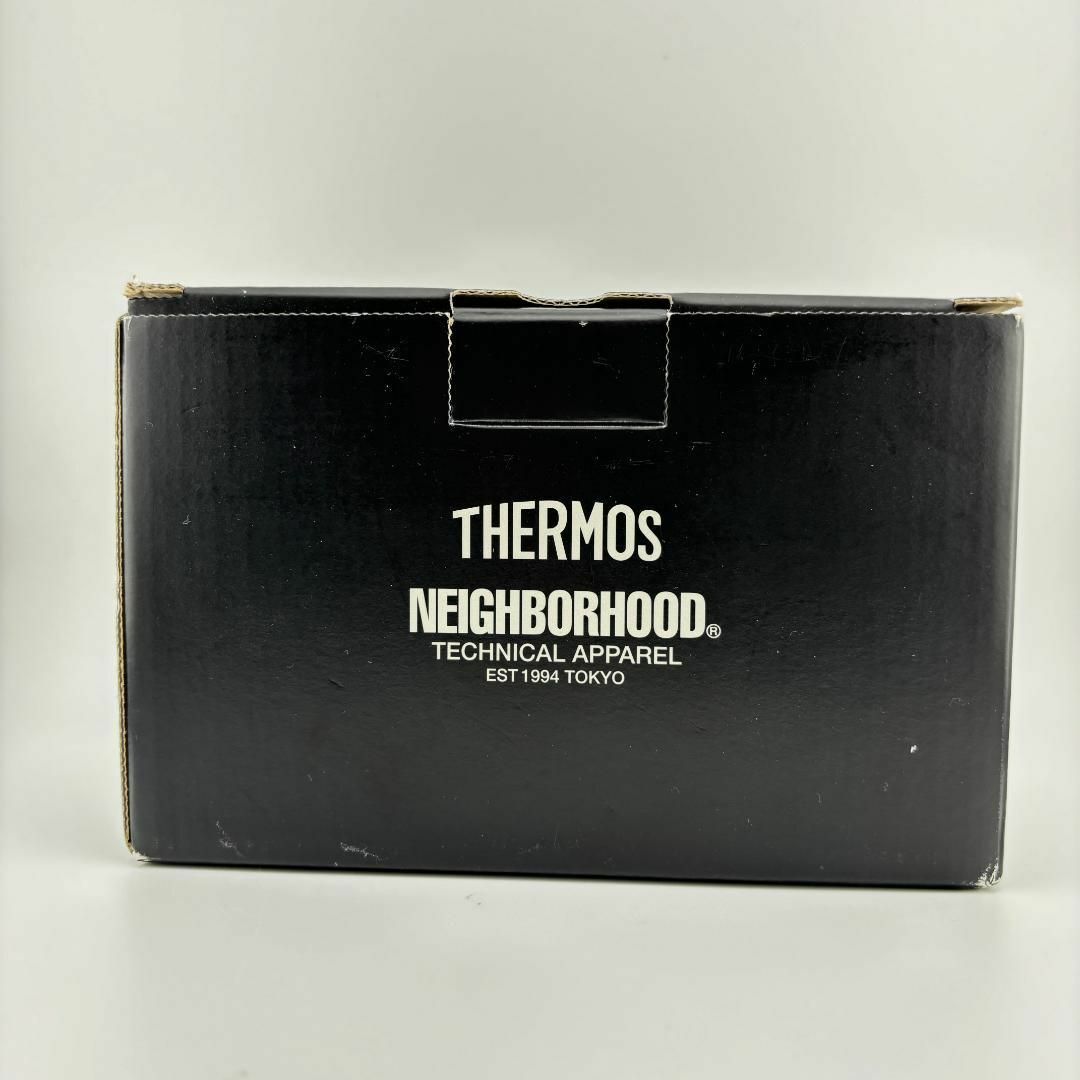 THERMOS
NEIGHBORHOOD®
TECHNICAL APPAREL
EST 1994 TOKYO